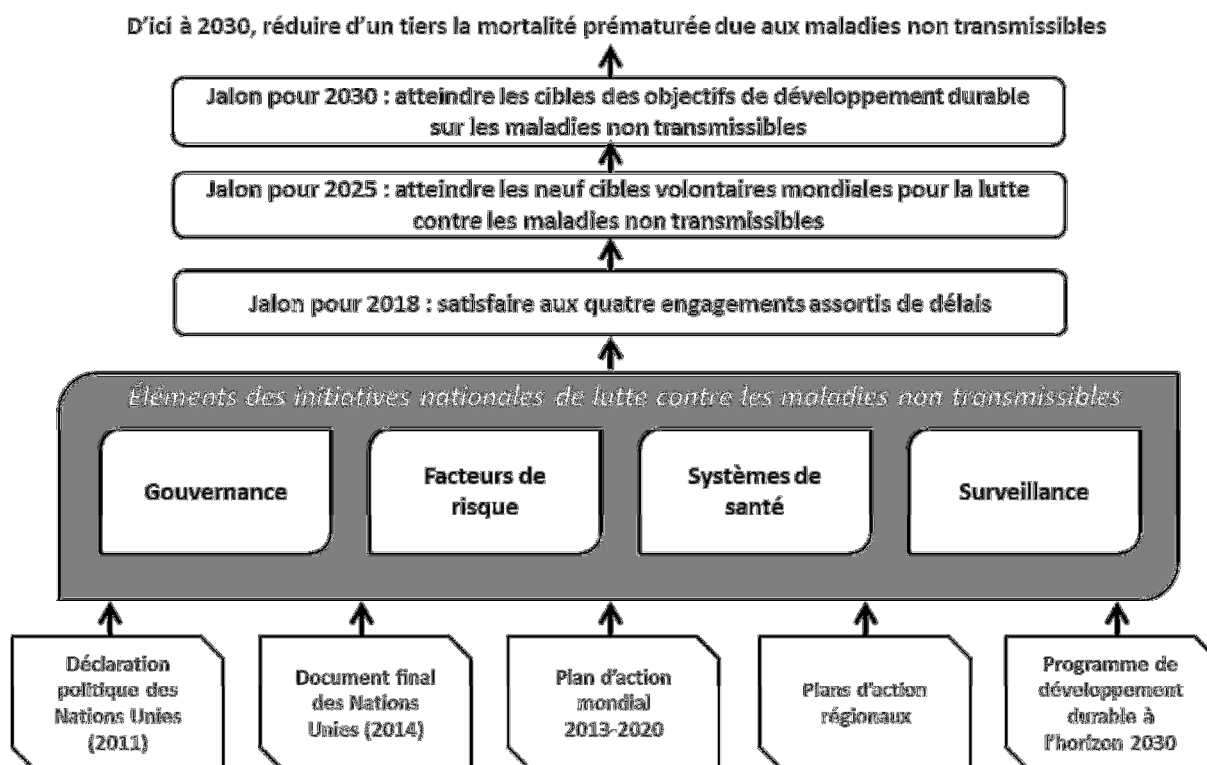 D’ici à 2030, réduire d’un tiers la mortalité prématurée due aux maladies non transmissibles
Jalon pour 2030 : atteindre les cibles des objectifs de développement durable
sur les maladies non transmissibles
Jalon pour 2025 : atteindre les neuf cibles volontaires mondiales pour la lutte
contre les maladies non transmissibles
Jalon pour 2018 : satisfaire aux quatre engagements assortis de délais
Éléments des initiatives nationales de lutte contre les maladies non transmissibles
Gouvernance
Facteurs de
risque
Systèmes de
santé
Surveillance
Déclaration
politique des
Nations Unies
(2011)
Document final
des Nations
Unies (2014)
Plan d’action
mondial
2013-2020
Plans d’action
régionaux
Programme de
développement
durable à
l’horizon 2030